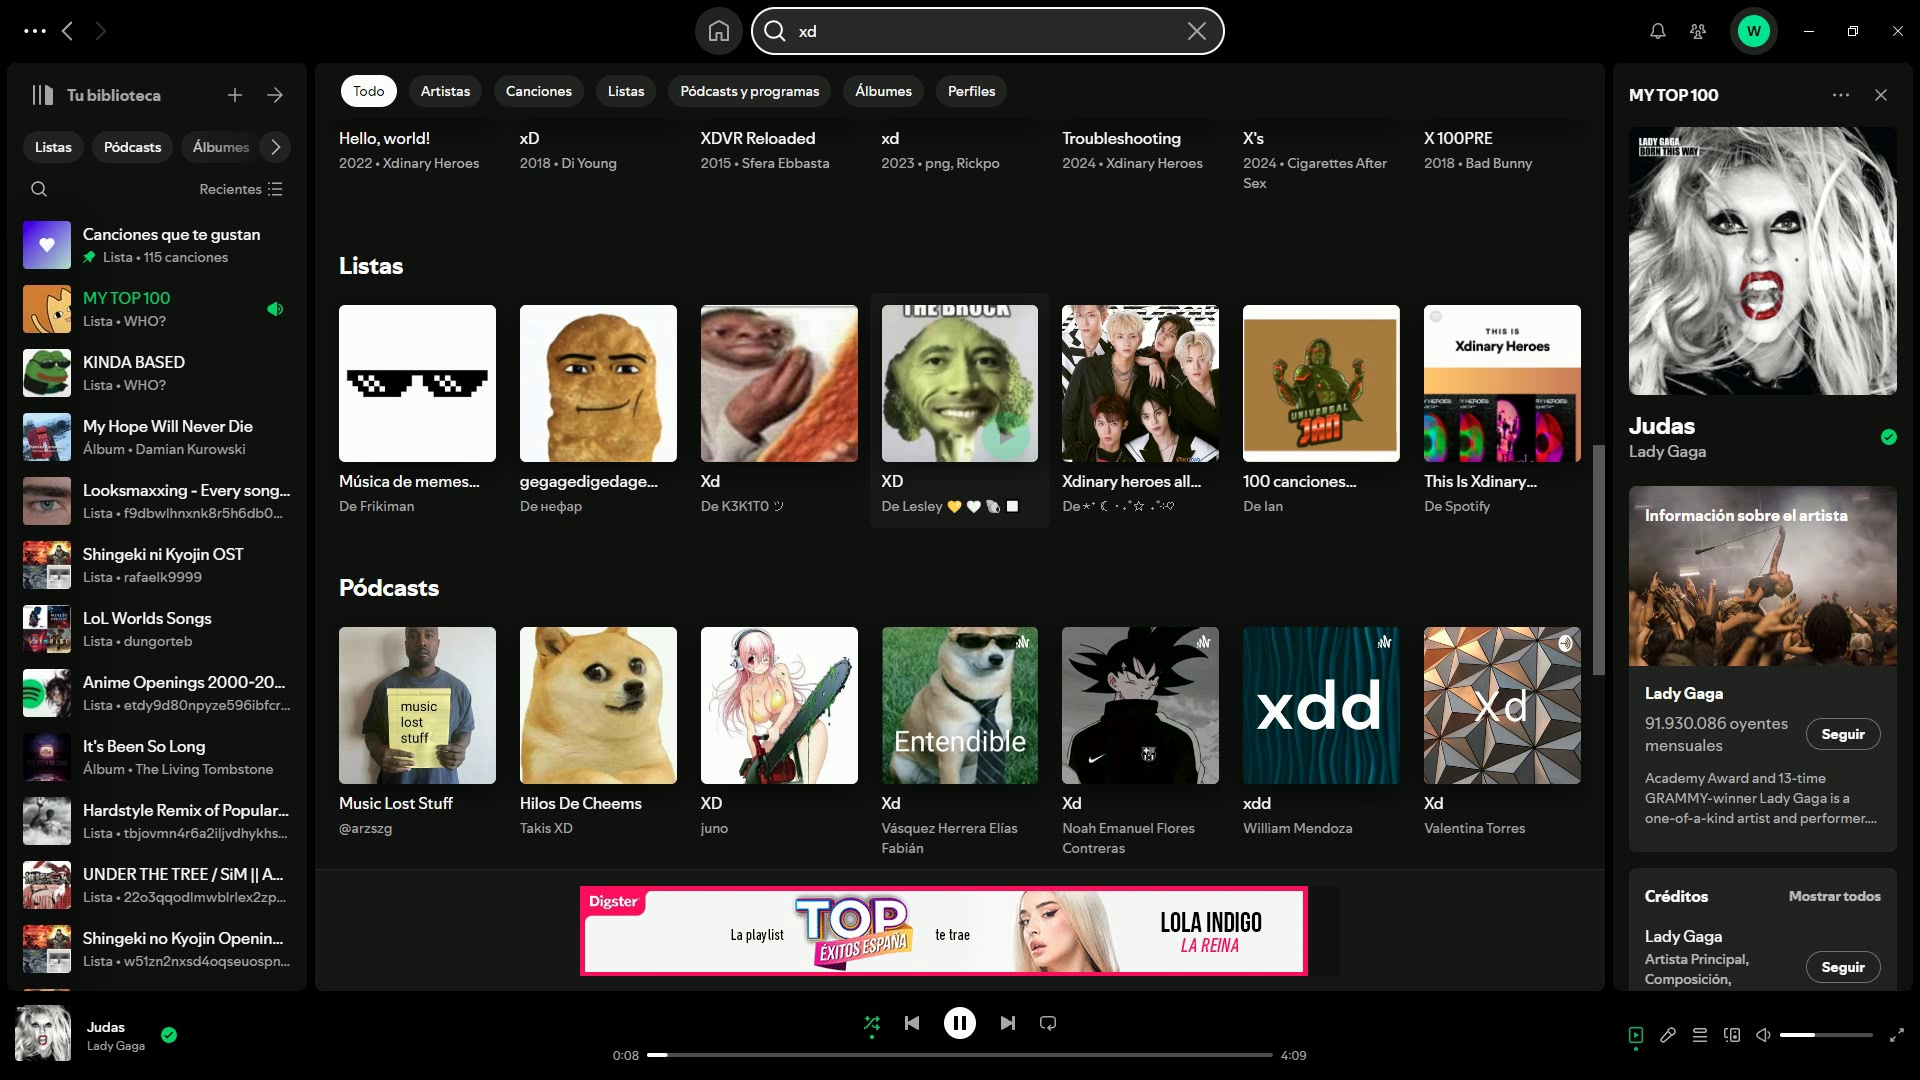 xd
W
Tu biblioteca
Listas
Pódcasts
Álbumes
Recientes
Canciones que te gustan
Lista • 115 canciones
MY TOP 100
Lista • WHO?
KINDA BASED
Lista • WHO?
My Hope Will Never Die
Álbum • Damian Kurowski
Looksmaxxing - Every song...
Lista • f9dbwlhnxnk8r5h6db0...
Shingeki ni Kyojin OST
Lista • rafaelk9999
LoL Worlds Songs
Lista • dungorteb
Anime Openings 2000-20...
Lista • etdy9d80npyze596ibfcr...
It's Been So Long
Álbum • The Living Tombstone
Hardstyle Remix of Popular...
Lista • tbjovmn4r6a2iljvdhykhs...
UNDER THE TREE / SiM || A...
Lista • 22o3qqodlmwblrlex2zp...
Shingeki no Kyojin Openin...
Lista • w51zn2nxsd4oqseuospn...
Todo
Artistas
Canciones
Listas
Pódcasts y programas
Álbumes
Perfiles
Hello, world!
2022 • Xdinary Heroes
xD
2018 • Di Young
XDVR Reloaded
2015 • Sfera Ebbasta
xd
2023 • png, Rickpo
Troubleshooting
2024 • Xdinary Heroes
X's
2024 • Cigarettes After
Sex
X 100PRE
2018 • Bad Bunny
Listas
THE BROCK
UNIVERSAL
JAN
THIS IS
Xdinary Heroes
Música de memes...
De Frikiman
gegagedigedage...
De нефар
Xd
De K3K1T0 ツ
XD
De Lesley 💛 🤍 🐚 ◻
Xdinary heroes all...
100 canciones...
De Ian
This Is Xdinary...
De Spotify
Pódcasts
music
lost
stuff
Entendible
xdd
Xd
Music Lost Stuff
@arzszg
Hilos De Cheems
Takis XD
XD
juno
Xd
Vásquez Herrera Elías
Fabián
Xd
Noah Emanuel Flores
Contreras
xdd
William Mendoza
Xd
Valentina Torres
Digster
La playlist
TOP
ÉXITOS ESPAÑA
te trae
LOLA INDIGO
LA REINA
MY TOP 100
LADY GAGA
BORN THIS WAY
Judas
Lady Gaga
Información sobre el artista
Lady Gaga
91.930.086 oyentes
mensuales
Seguir
Academy Award and 13-time
GRAMMY-winner Lady Gaga is a
one-of-a-kind artist and performer....
Créditos
Mostrar todos
Lady Gaga
Artista Principal,
Composición,
Seguir
Judas
Lady Gaga
0:08
4:09